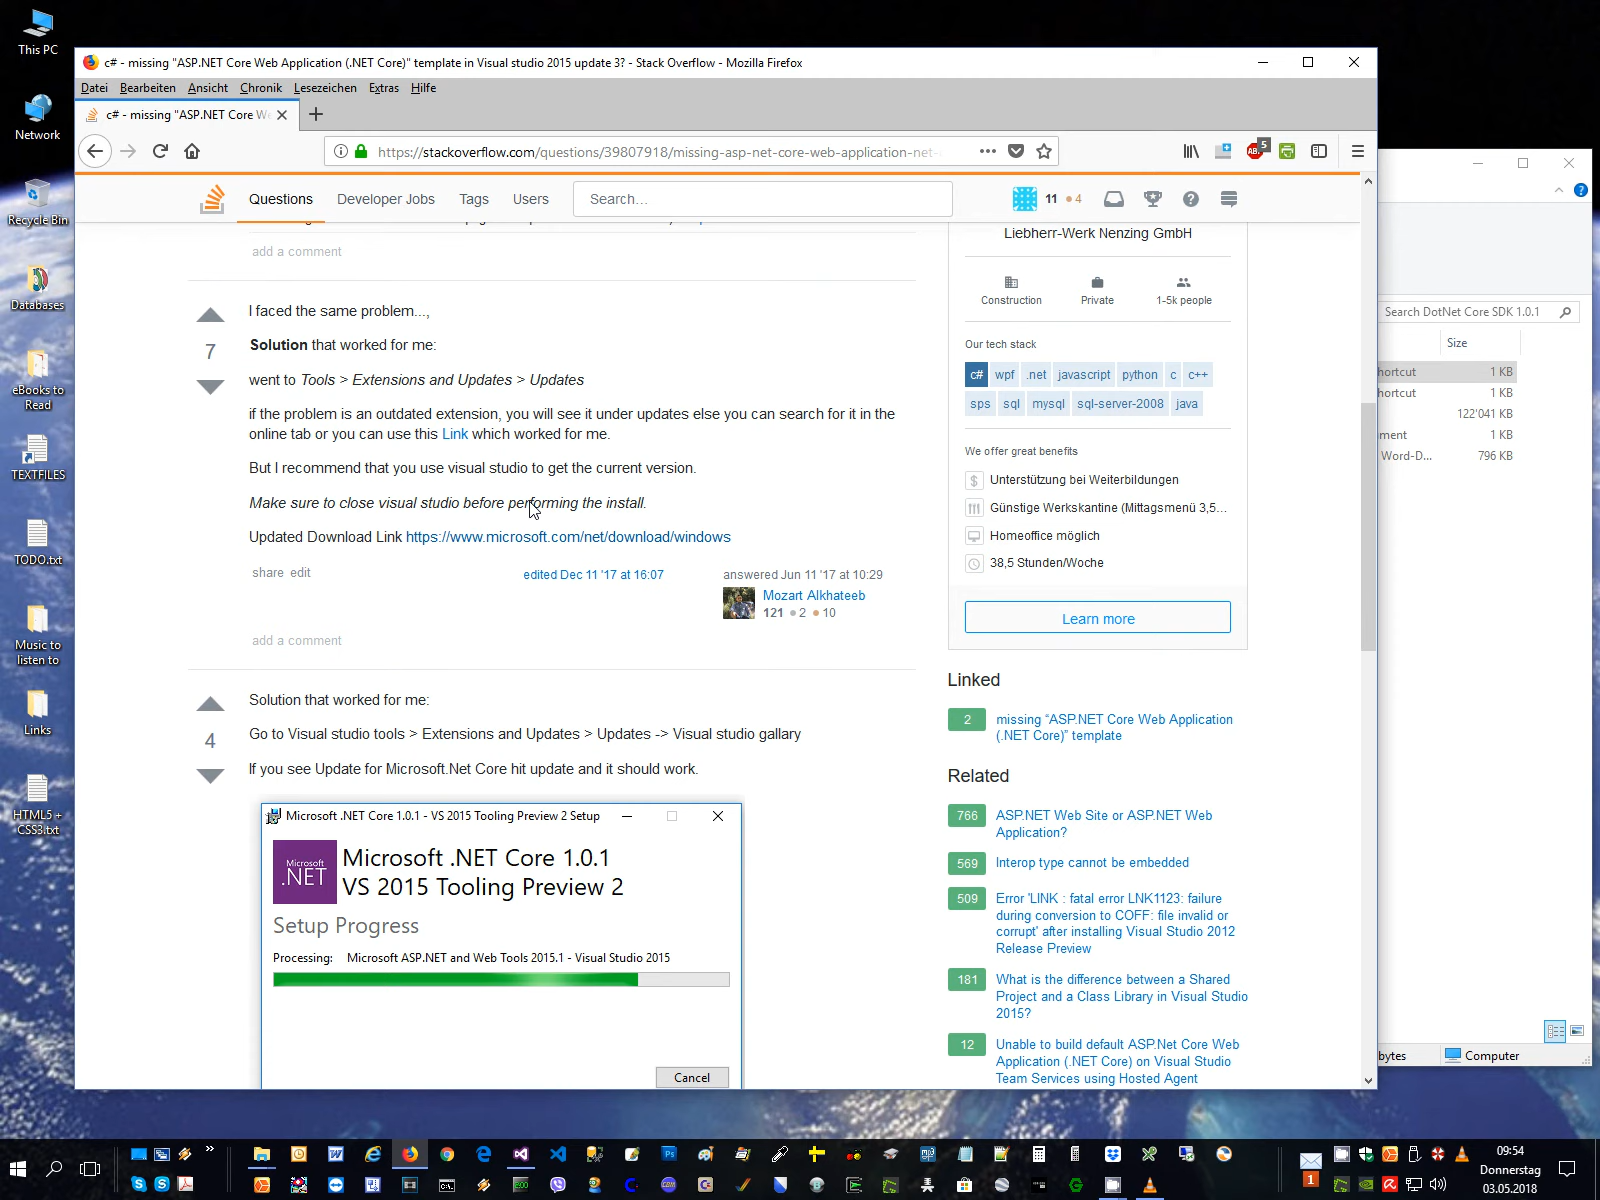 This PC
Network
Recycle Bin
Databases
eBooks to
Read
TEXTFILES
TODO.txt
Music to
listen to
Links
HTML5 +
CSS3.txt
c# - missing "ASP.NET Core Web Application (.NET Core)" template in Visual studio 2015 update 3? - Stack Overflow - Mozilla Firefox
Datei Bearbeiten Ansicht Chronik Lesezeichen Extras Hilfe
c# - missing "ASP.NET Core We
https://stackoverflow.com/questions/39807918/missing-asp-net-core-web-application-net-
ABP 5
Questions Developer Jobs Tags Users Search... 11 4
add a comment
I faced the same problem...,
7
Solution that worked for me:
went to Tools > Extensions and Updates > Updates
if the problem is an outdated extension, you will see it under updates else you can search for it in the
online tab or you can use this Link which worked for me.
But I recommend that you use visual studio to get the current version.
Make sure to close visual studio before performing the install.
Updated Download Link https://www.microsoft.com/net/download/windows
share edit
edited Dec 11 '17 at 16:07
answered Jun 11 '17 at 10:29
Mozart Alkhateeb
121 2 10
add a comment
Solution that worked for me:
4
Go to Visual studio tools > Extensions and Updates > Updates -> Visual studio gallary
If you see Update for Microsoft.Net Core hit update and it should work.
Microsoft .NET Core 1.0.1 - VS 2015 Tooling Preview 2 Setup
Microsoft
.NET
Microsoft .NET Core 1.0.1
VS 2015 Tooling Preview 2
Setup Progress
Processing: Microsoft ASP.NET and Web Tools 2015.1 - Visual Studio 2015
Cancel
Liebherr-Werk Nenzing GmbH
Construction Private 1-5k people
Our tech stack
c# wpf .net javascript python c c++
sps sql mysql sql-server-2008 java
We offer great benefits
Unterstützung bei Weiterbildungen
Günstige Werkskantine (Mittagsmenü 3,5...
Homeoffice möglich
38,5 Stunden/Woche
Learn more
Linked
2 missing “ASP.NET Core Web Application
(.NET Core)” template
Related
766 ASP.NET Web Site or ASP.NET Web
Application?
569 Interop type cannot be embedded
509 Error 'LINK : fatal error LNK1123: failure
during conversion to COFF: file invalid or
corrupt' after installing Visual Studio 2012
Release Preview
181 What is the difference between a Shared
Project and a Class Library in Visual Studio
2015?
12 Unable to build default ASP.Net Core Web
Application (.NET Core) on Visual Studio
Team Services using Hosted Agent
Search DotNet Core SDK 1.0.1
Size
hortcut 1 KB
hortcut 1 KB
122'041 KB
ment 1 KB
Word-D... 796 KB
bytes
Computer
1
09:54
Donnerstag
03.05.2018